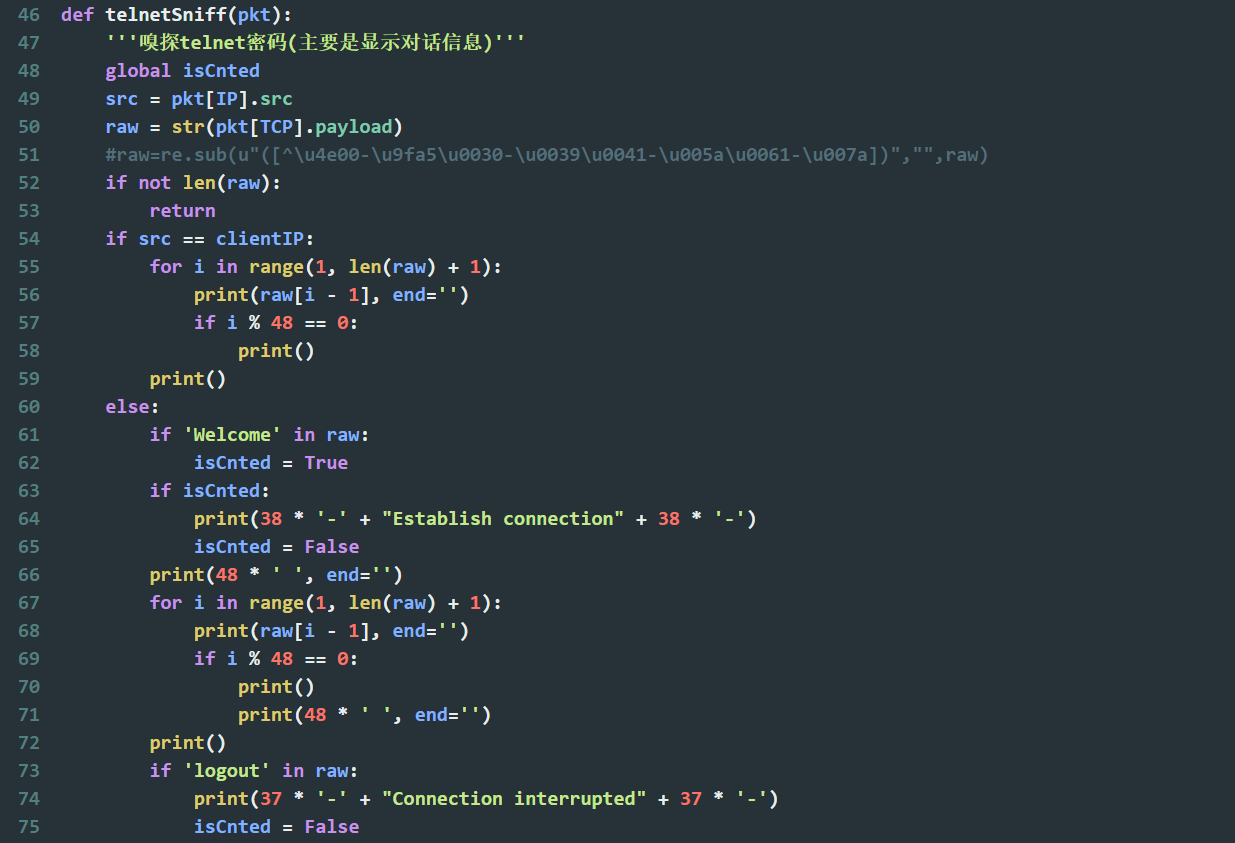 46 def telnetSniff(pkt):
47     '''嗅探telnet密码(主要是显示对话信息)'''
48     global isCnted
49     src = pkt[IP].src
50     raw = str(pkt[TCP].payload)
51     #raw=re.sub(u"([^\u4e00-\u9fa5\u0030-\u0039\u0041-\u005a\u0061-\u007a])","",raw)
52     if not len(raw):
53         return
54     if src == clientIP:
55         for i in range(1, len(raw) + 1):
56             print(raw[i - 1], end='')
57             if i % 48 == 0:
58                 print()
59         print()
60     else:
61         if 'Welcome' in raw:
62             isCnted = True
63         if isCnted:
64             print(38 * '-' + "Establish connection" + 38 * '-')
65             isCnted = False
66         print(48 * ' ', end='')
67         for i in range(1, len(raw) + 1):
68             print(raw[i - 1], end='')
69             if i % 48 == 0:
70                 print()
71                 print(48 * ' ', end='')
72         print()
73         if 'logout' in raw:
74             print(37 * '-' + "Connection interrupted" + 37 * '-')
75             isCnted = False